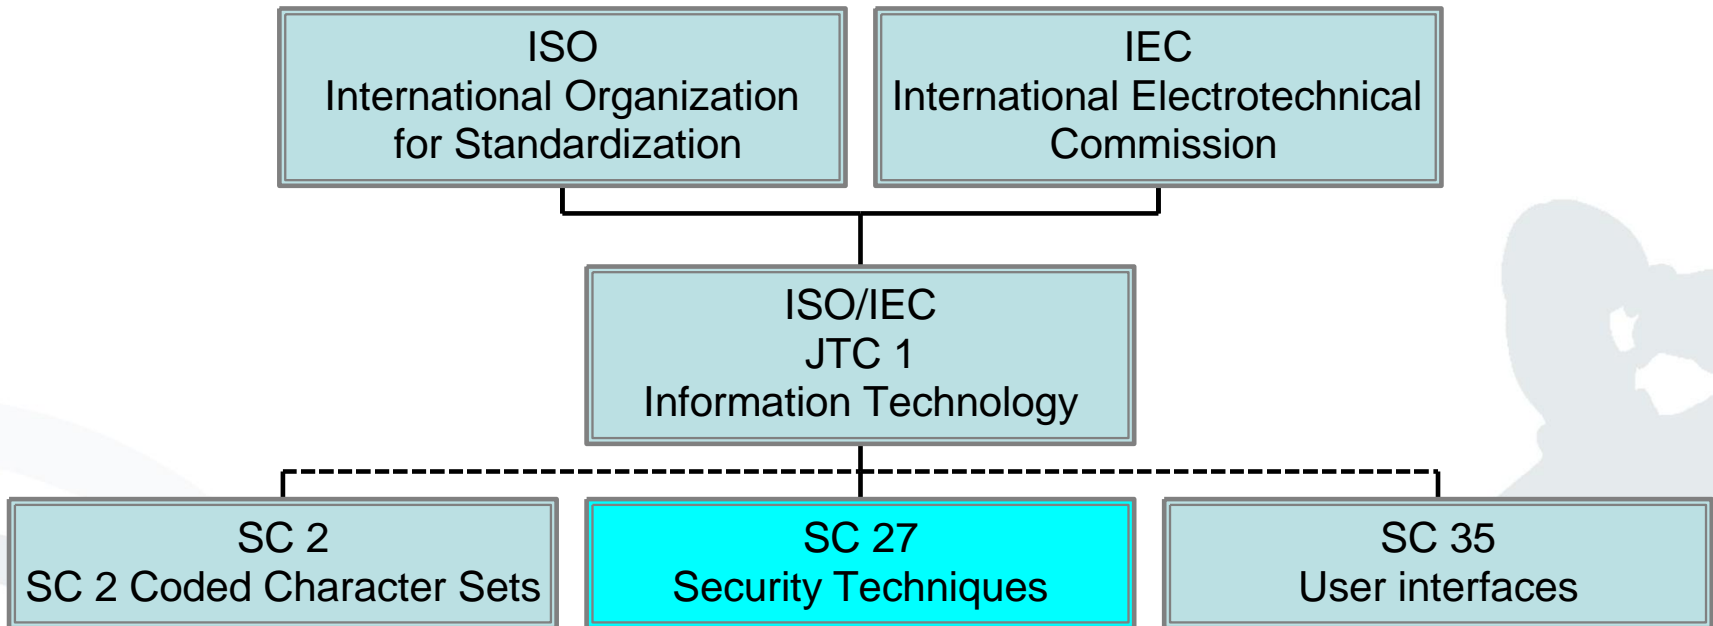 ISO
International Organization
for Standardization
IEC
International Electrotechnical
Commission
ISO/IEC
JTC 1
Information Technology
SC 2
SC 2 Coded Character Sets
SC 27
Security Techniques
SC 35
User interfaces